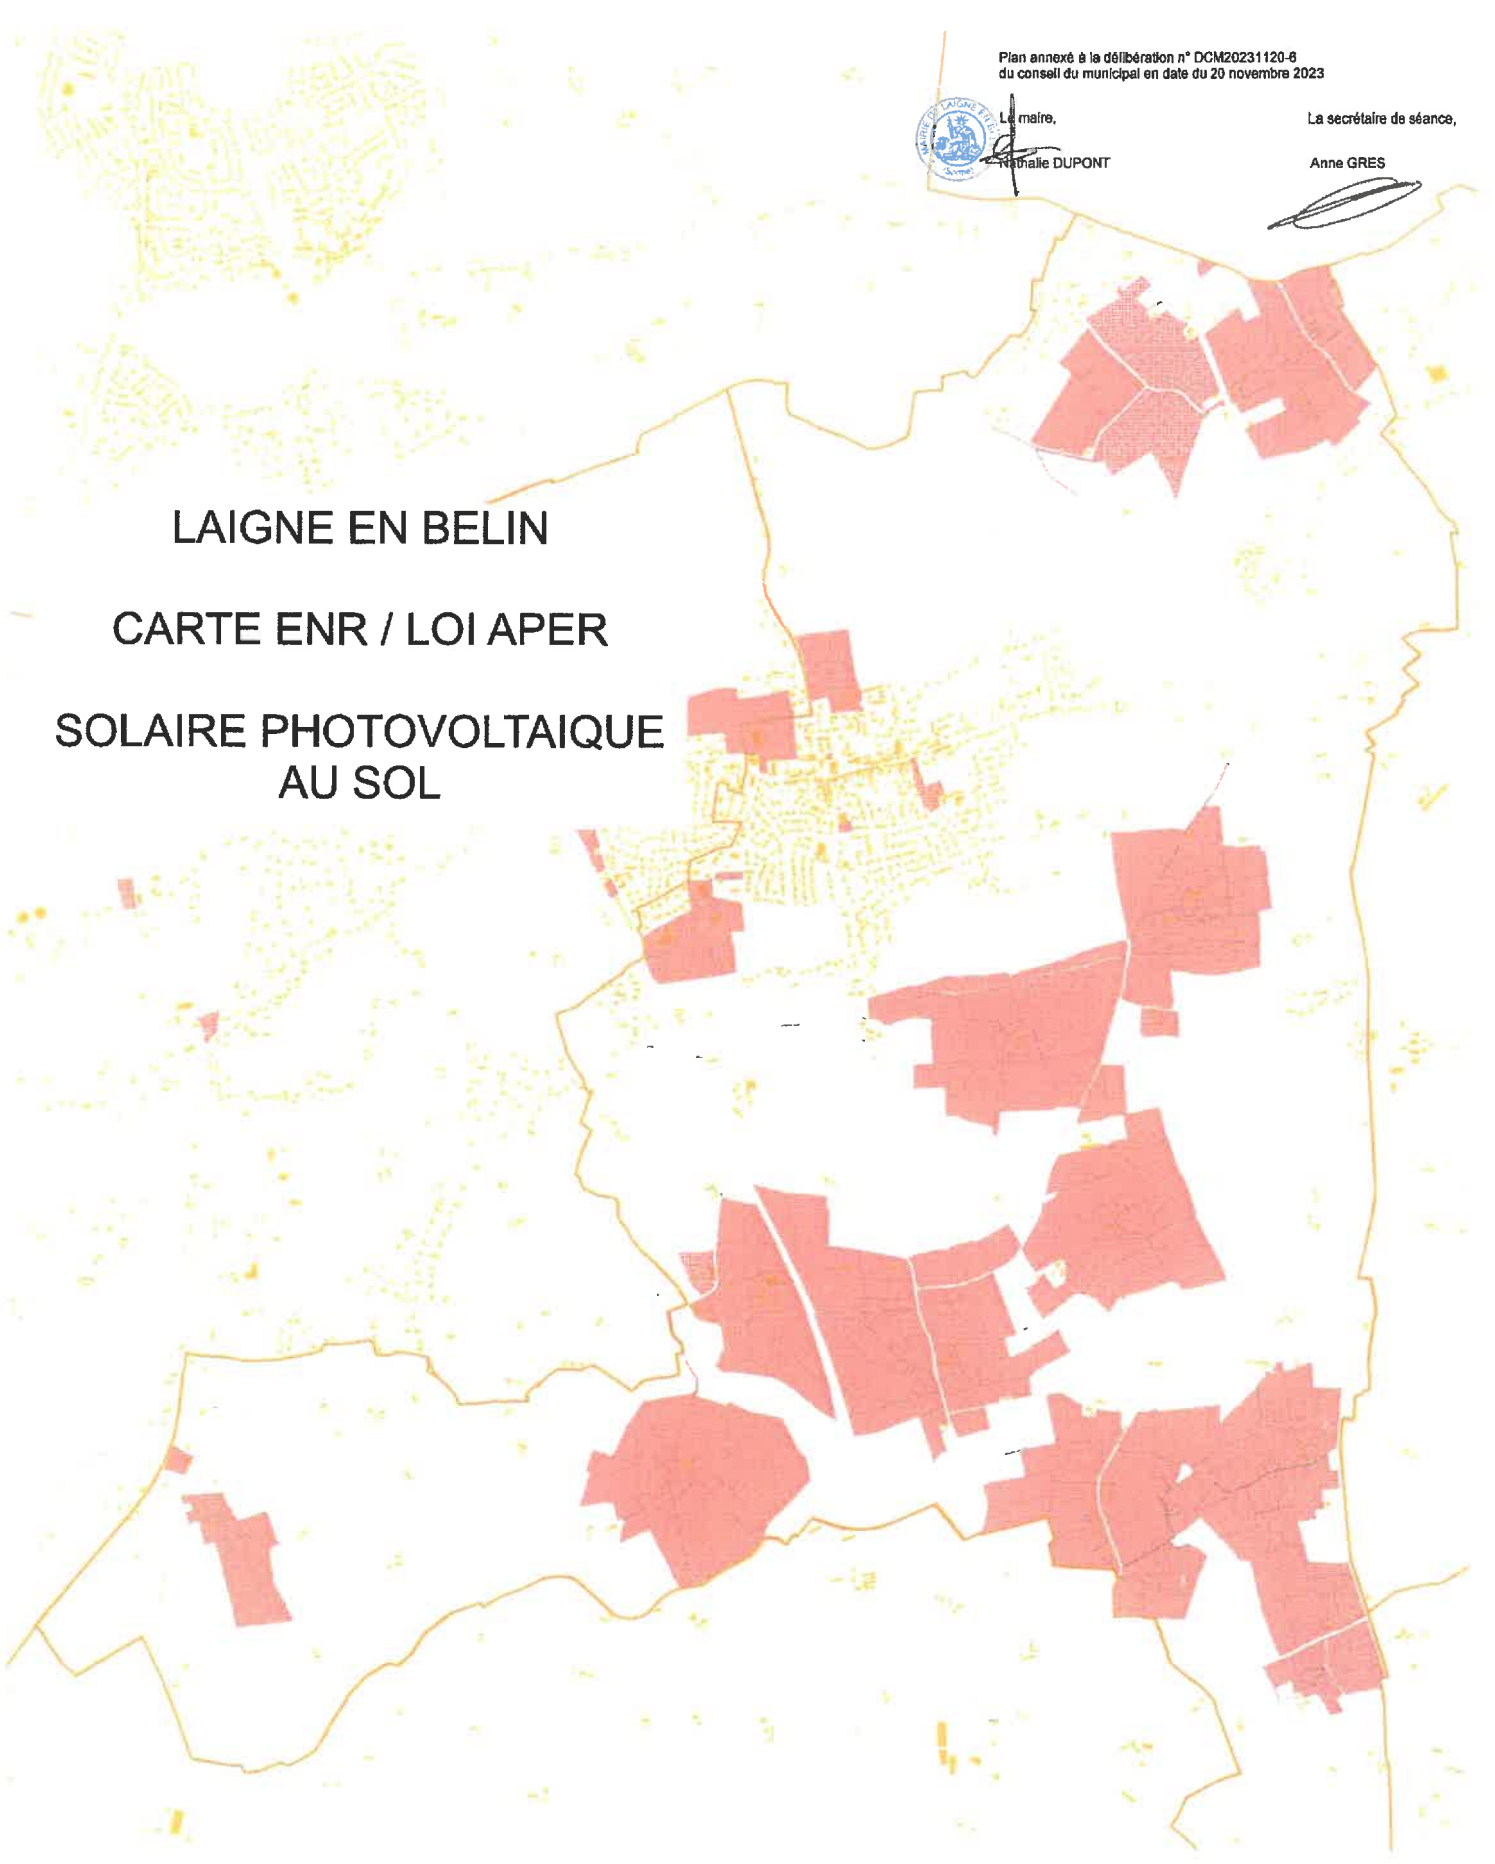 Plan annexé à la délibération n° DCM20231120-6
du conseil du municipal en date du 20 novembre 2023
Le maire,
La secrétaire de séance,
Nathalie DUPONT
Anne GRES
LAIGNE EN BELIN
CARTE ENR / LOI APER
SOLAIRE PHOTOVOLTAIQUE
AU SOL